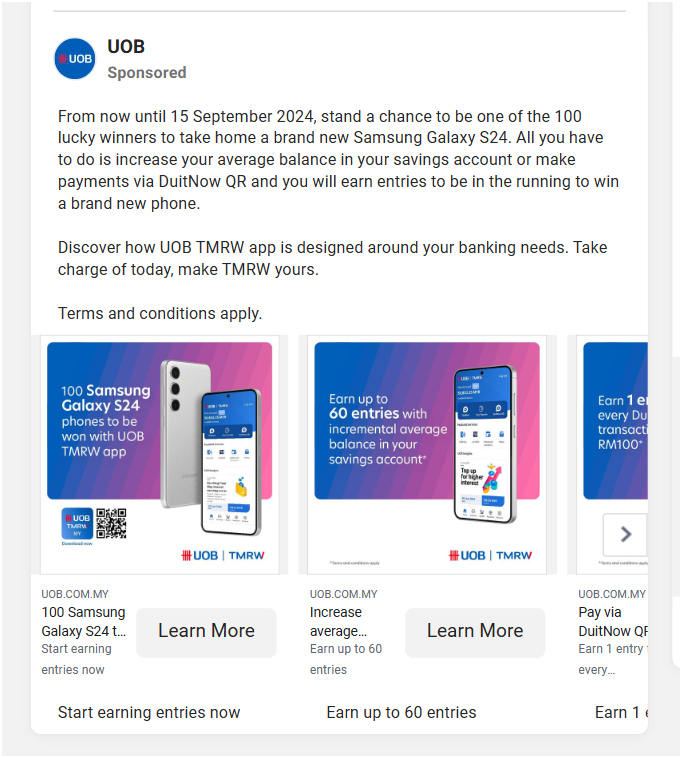 UOB
UOB
Sponsored
From now until 15 September 2024, stand a chance to be one of the 100
lucky winners to take home a brand new Samsung Galaxy S24. All you have
to do is increase your average balance in your savings account or make
payments via DuitNow QR and you will earn entries to be in the running to win
a brand new phone.
Discover how UOB TMRW app is designed around your banking needs. Take
charge of today, make TMRW yours.
Terms and conditions apply.
100 Samsung
Galaxy S24
phones to be
won with UOB
TMRW app
UOB
TMRW
MY
Download now
UOB | TMRW
Earn up to
60 entries with
incremental average
balance in your
savings account*
UOB | TMRW
Top up
for higher
interest
*Terms and conditions apply
UOB | TMRW
Earn 1 e
every Du
transacti
RM100*
*Terms and conditions
UOB.COM.MY
100 Samsung
Galaxy S24 t...
Start earning
entries now
Learn More
UOB.COM.MY
Increase
average...
Earn up to 60
entries
Learn More
UOB.COM.MY
Pay via
DuitNow QR
Earn 1 entry
every...
Start earning entries now
Earn up to 60 entries
Earn 1